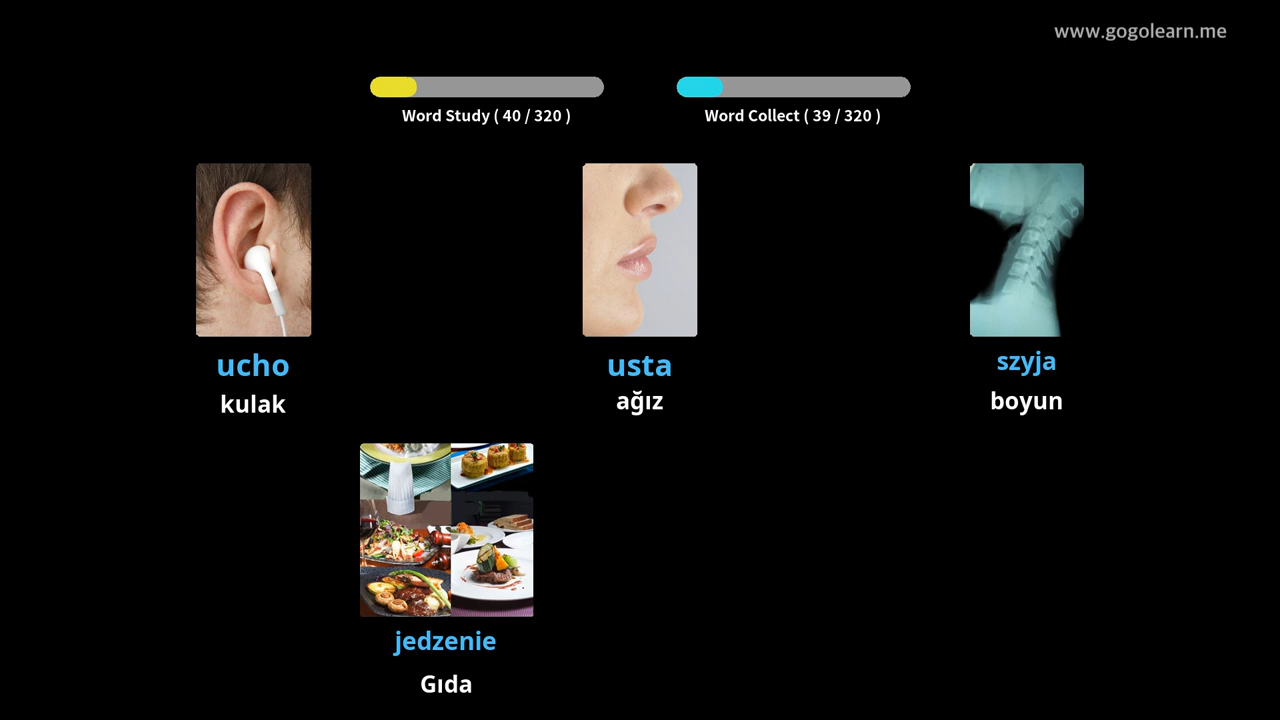 www.gogolearn.me
Word Study ( 40 / 320 )
Word Collect ( 39 / 320 )
ucho
usta
szyja
kulak
ağız
boyun
jedzenie
Gıda